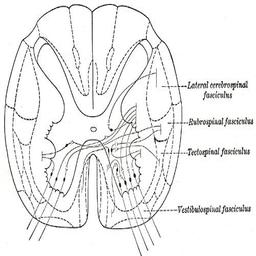 Lateral cerebrospinal
fasciculus
Rubrospinal fasciculus
Tectospinal fasciculus
Vestibulospinal fasciculus